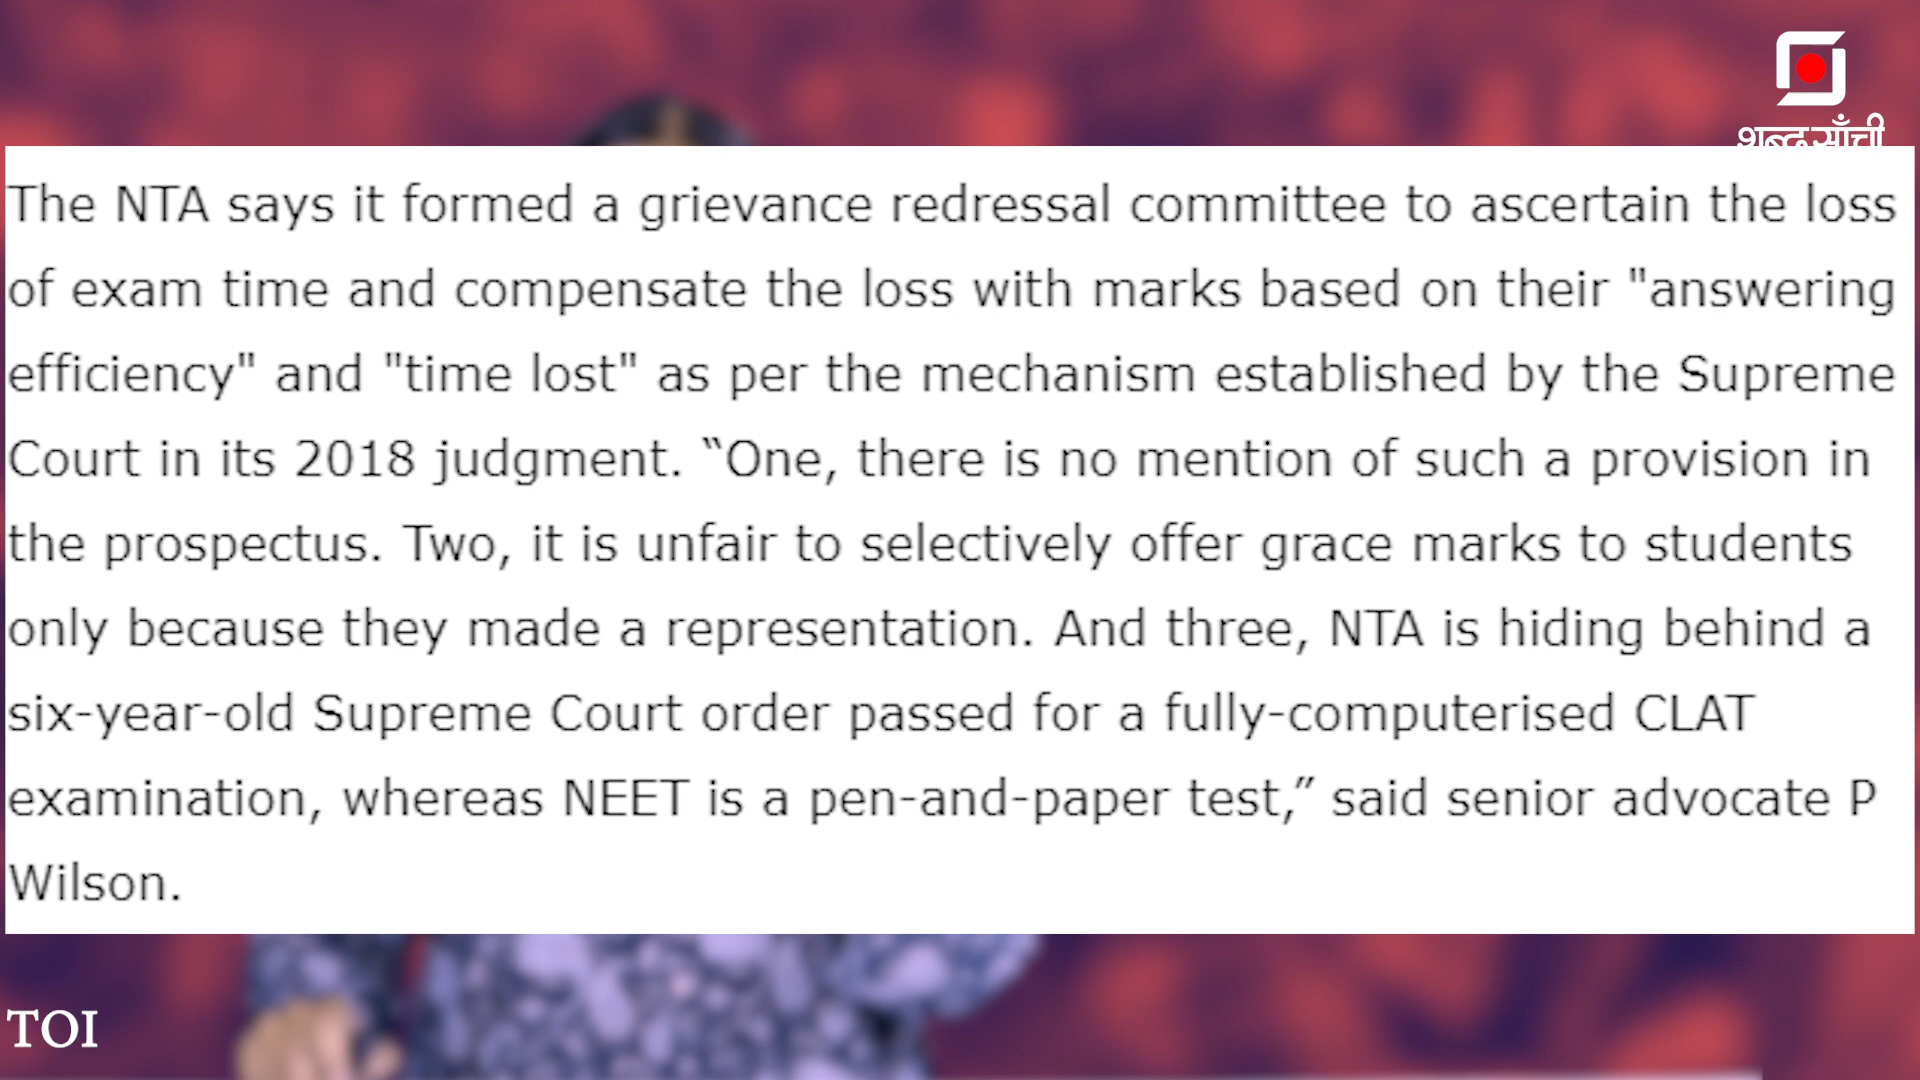 शब्द साँची
The NTA says it formed a grievance redressal committee to ascertain the loss
of exam time and compensate the loss with marks based on their "answering
efficiency" and "time lost" as per the mechanism established by the Supreme
Court in its 2018 judgment. “One, there is no mention of such a provision in
the prospectus. Two, it is unfair to selectively offer grace marks to students
only because they made a representation. And three, NTA is hiding behind a
six-year-old Supreme Court order passed for a fully-computerised CLAT
examination, whereas NEET is a pen-and-paper test,” said senior advocate P
Wilson.
TOI